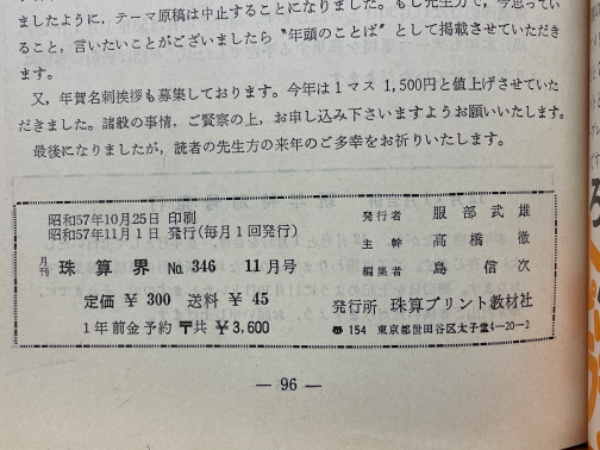 ましたように，テーマ原稿は中止することになりました。もし先生方で，今思ってい
ること，言いたいことがございましたら〝年頭のことば〟として掲載させていただき
ます。
又，年賀名刺挨拶も募集しております。今年は1マス 1,500円と値上げさせていた
だきました。諸般の事情，ご賢察の上，お申し込み下さいますようお願いいたします。
最後になりましたが，読者の先生方の来年のご多幸をお祈りいたします。
昭和57年10月25日 印刷
昭和57年11月1日 発行(毎月1回発行)
月刊 珠算界 No. 346 11月号
定価 ¥300 送料 ¥45
1年前金予約 〒共 ¥3,600
発行者 服部武雄
主幹 高橋徹
編集者 島信次
発行所 珠算プリント教材社
☎ 154 東京都世田谷区太子堂4-20-2
— 96 —